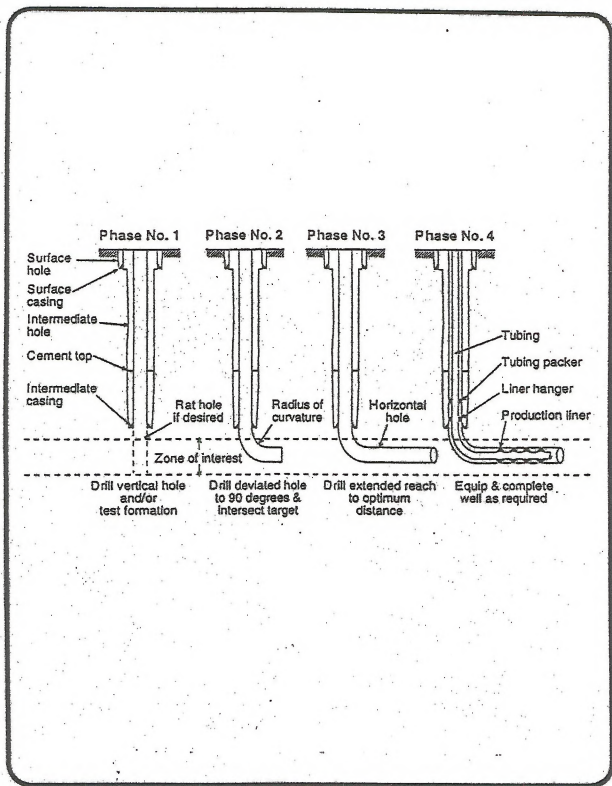 Phase No. 1
Phase No. 2
Phase No. 3
Phase No. 4
Surface
hole
Surface
casing
Intermediate
hole
Cement top
Intermediate
casing
Rat hole
if desired
Zone of interest
Radius of
curvature
Horizontal
hole
Tubing
Tubing packer
Liner hanger
Production liner
Drill vertical hole
and/or
test formation
Drill deviated hole
to 90 degrees &
intersect target
Drill extended reach
to optimum
distance
Equip & complete
well as required